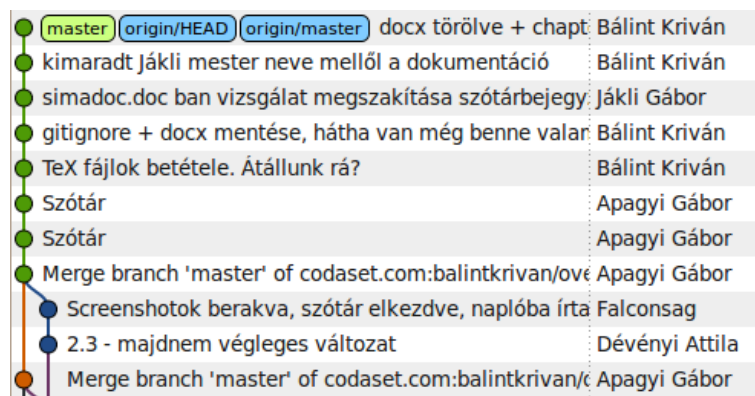 master origin/HEAD origin/master docx törölve + chapt Bálint Kriván
kimaradt Jákli mester neve mellől a dokumentáció Bálint Kriván
simadoc.doc ban vizsgálat megszakítása szótárbejegy Jákli Gábor
gitignore + docx mentése, hátha van még benne valar Bálint Kriván
TeX fájlok betétele. Átállunk rá? Bálint Kriván
Szótár Apagyi Gábor
Szótár Apagyi Gábor
Merge branch 'master' of codaset.com:balintkrivan/ove Apagyi Gábor
Screenshotok berakva, szótár elkezdve, naplóba írta Falconsag
2.3 - majdnem végleges változat Dévényi Attila
Merge branch 'master' of codaset.com:balintkrivan/o Apagyi Gábor